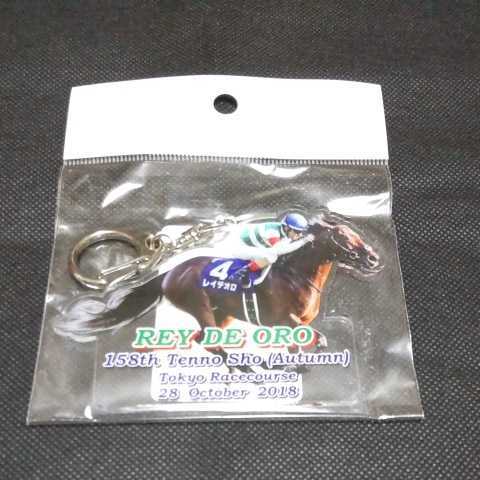 4
レイデオロ
REY DE ORO
158th Tenno Sho (Autumn)
Tokyo Racecourse
28 October 2018